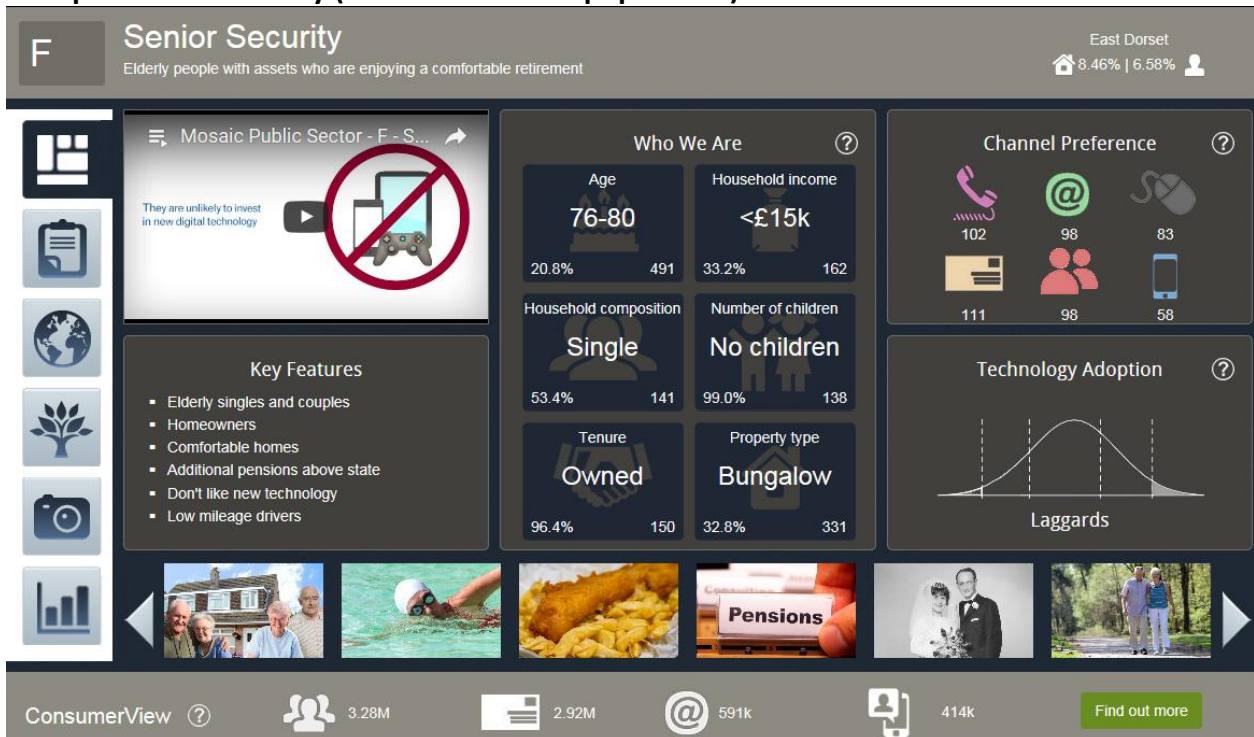 F
Senior Security
Elderly people with assets who are enjoying a comfortable retirement
East Dorset
8.46% | 6.58%
Mosaic Public Sector - F - S...
They are unlikely to invest
in new digital technology
Key Features
Elderly singles and couples
Homeowners
Comfortable homes
Additional pensions above state
Don't like new technology
Low mileage drivers
Who We Are ?
Age
76-80
20.8% 491
Household income
<£15k
33.2% 162
Household composition
Single
53.4% 141
Number of children
No children
99.0% 138
Tenure
Owned
96.4% 150
Property type
Bungalow
32.8% 331
Channel Preference ?
@
102 98 83
111 98 58
Technology Adoption ?
Laggards
Pensions
ConsumerView ?
3.28M
2.92M
@ 591k
414k
Find out more